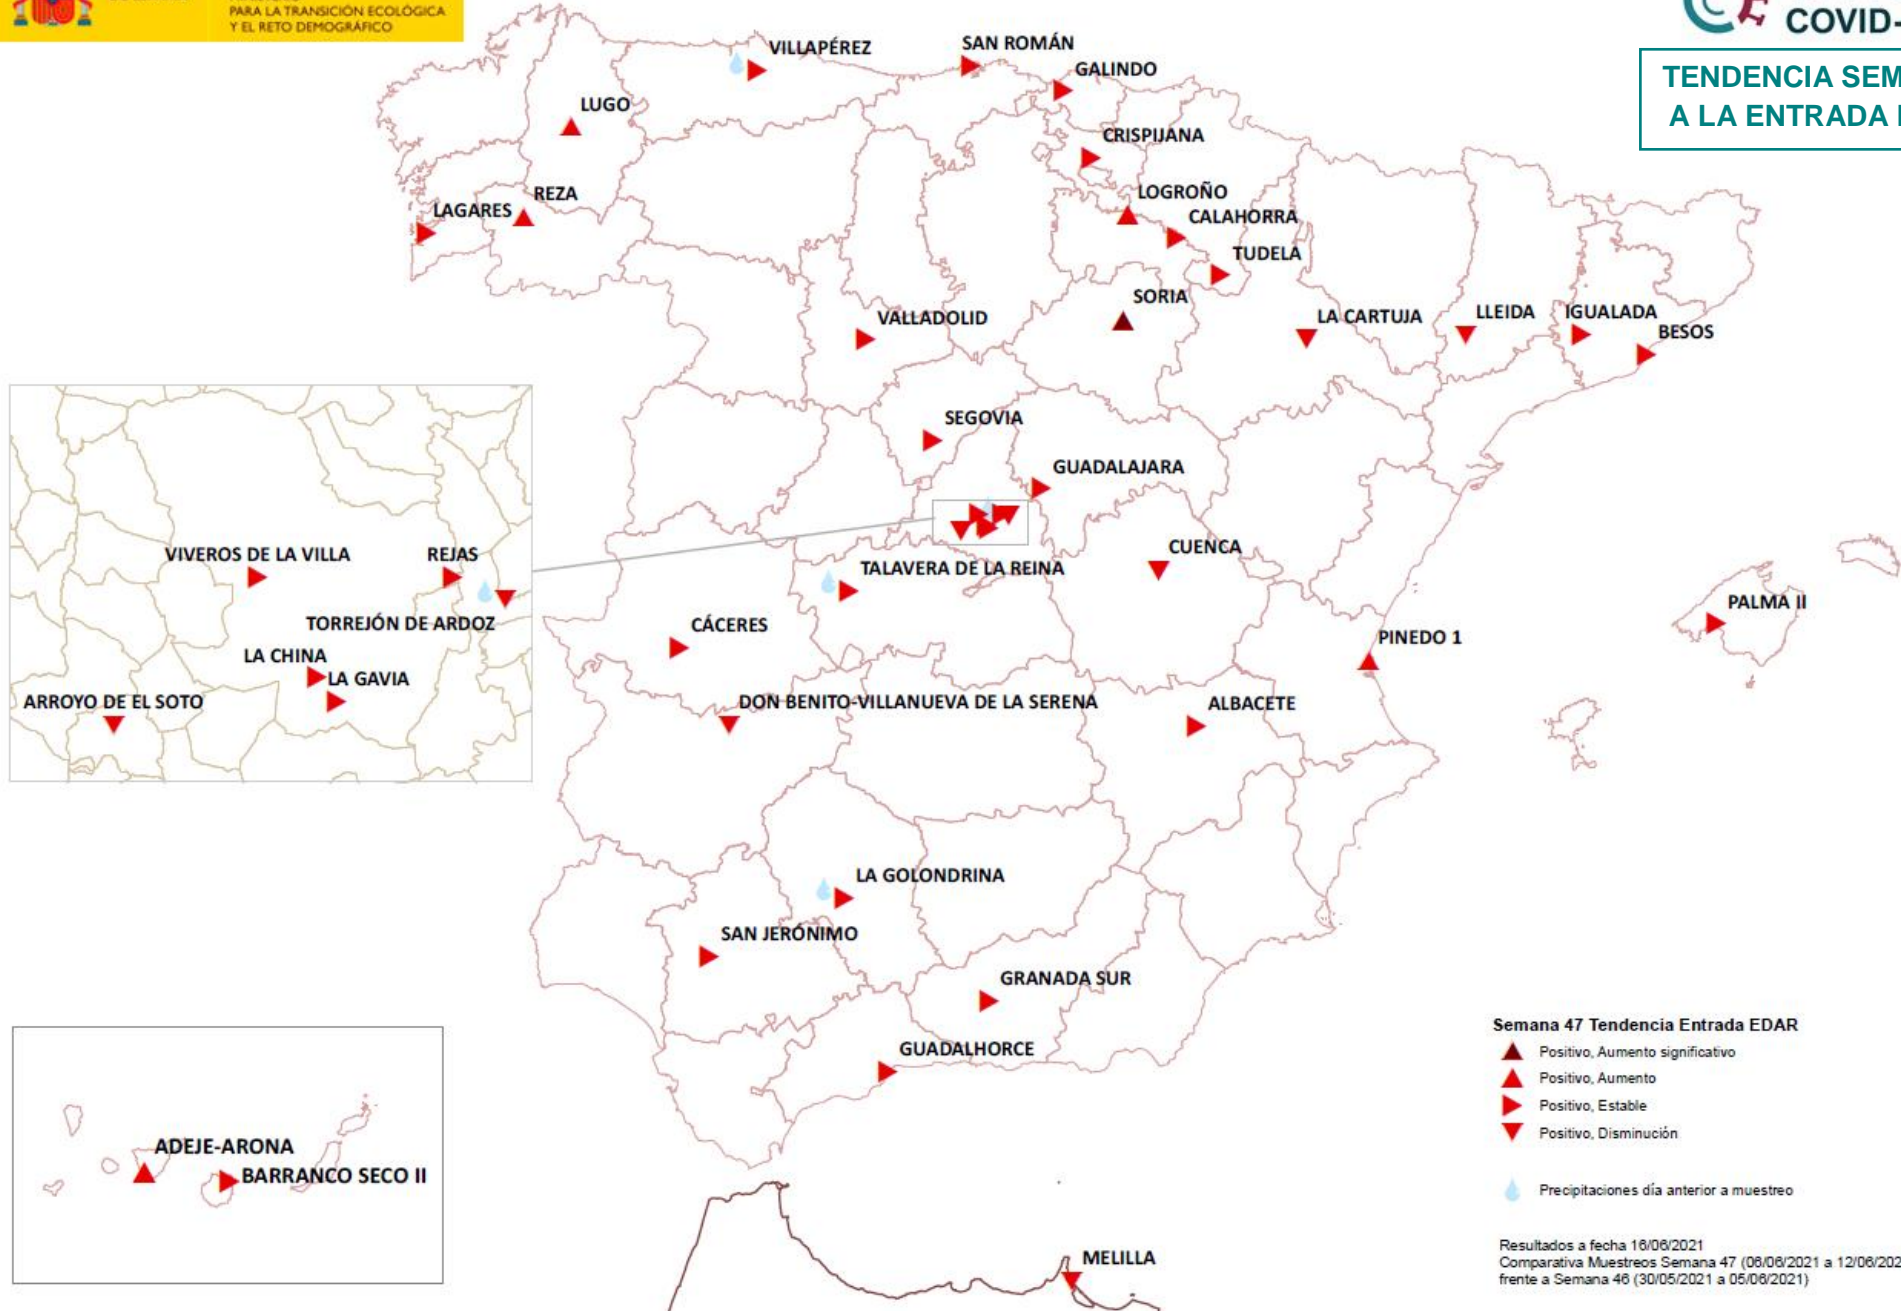 PARA LA TRANSICIÓN ECOLÓGICA
Y EL RETO DEMOGRÁFICO
COVID-
TENDENCIA SEM
A LA ENTRADA
VILLAPÉREZ
SAN ROMÁN
GALINDO
LUGO
CRISPIJANA
REZA
LOGROÑO
LAGARES
CALAHORRA
TUDELA
SORIA
VALLADOLID
LA CARTUJA
LLEIDA
IGUALADA
BESOS
SEGOVIA
GUADALAJARA
CUENCA
TALAVERA DE LA REINA
CÁCERES
PALMA II
PINEDO 1
DON BENITO-VILLANUEVA DE LA SERENA
ALBACETE
VIVEROS DE LA VILLA
REJAS
TORREJÓN DE ARDOZ
LA CHINA
LA GAVIA
ARROYO DE EL SOTO
LA GOLONDRINA
SAN JERÓNIMO
GRANADA SUR
GUADALHORCE
ADEJE-ARONA
BARRANCO SECO II
MELILLA
Semana 47 Tendencia Entrada EDAR
Positivo, Aumento significativo
Positivo, Aumento
Positivo, Estable
Positivo, Disminución
Precipitaciones día anterior a muestreo
Resultados a fecha 16/06/2021
Comparativa Muestreos Semana 47 (06/06/2021 a 12/06/202
frente a Semana 46 (30/05/2021 a 05/06/2021)